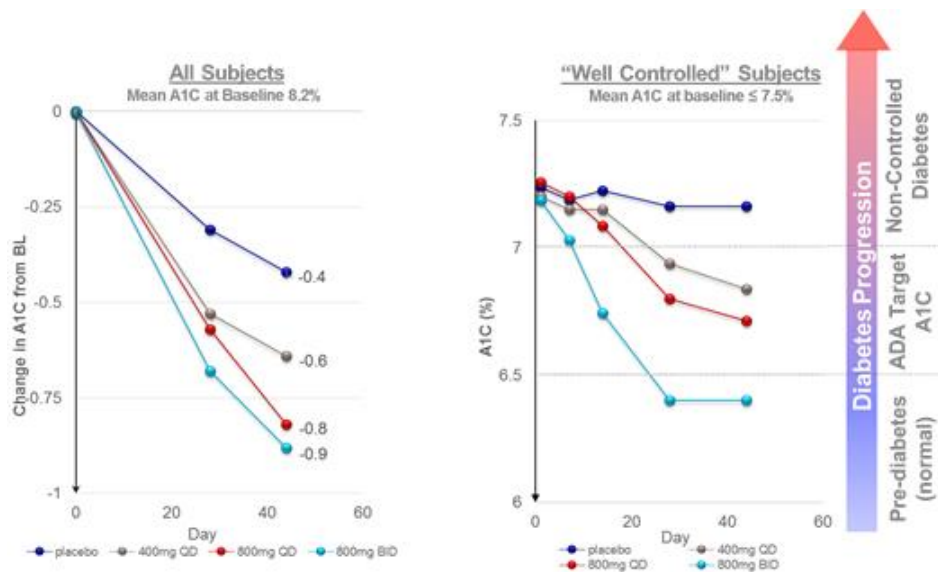 All Subjects
Mean A1C at Baseline 8.2%
Change in A1C from BL
0
-0.25
-0.5
-0.75
-1
-0.4
-0.6
-0.8
-0.9
0
20
40
60
Day
placebo
400mg QD
800mg QD
800mg BID
“Well Controlled” Subjects
Mean A1C at baseline ≤ 7.5%
A1C (%)
7.5
7
6.5
6
0
20
40
60
Day
placebo
400mg QD
800mg QD
800mg BID
Diabetes Progression
Non-Controlled
Diabetes
ADA Target
A1C
Pre-diabetes
(normal)